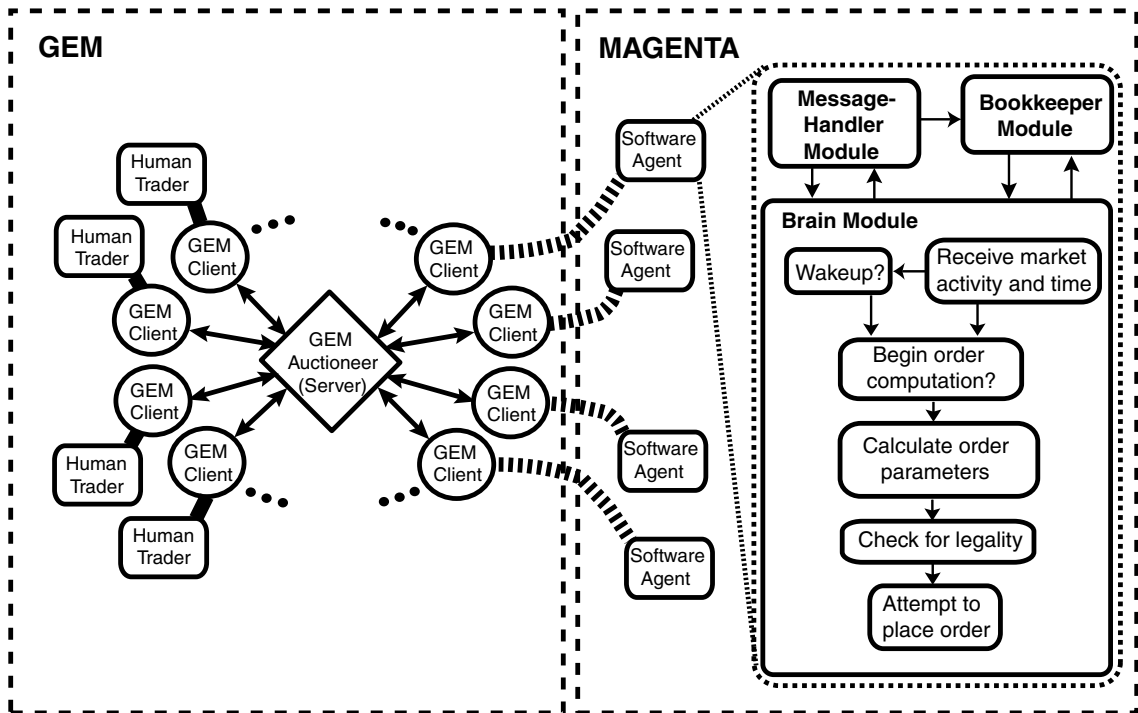 GEM
Human
Trader
Human
Trader
GEM
Client
GEM
Client
GEM
Client
Human
Trader
GEM
Client
Human
Trader
GEM
Auctioneer
(Server)
GEM
Client
GEM
Client
GEM
Client
GEM
Client
MAGENTA
Software
Agent
Software
Agent
Software
Agent
Software
Agent
Message-
Handler
Module
Bookkeeper
Module
Brain Module
Wakeup?
Receive market
activity and time
Begin order
computation?
Calculate order
parameters
Check for legality
Attempt to
place order